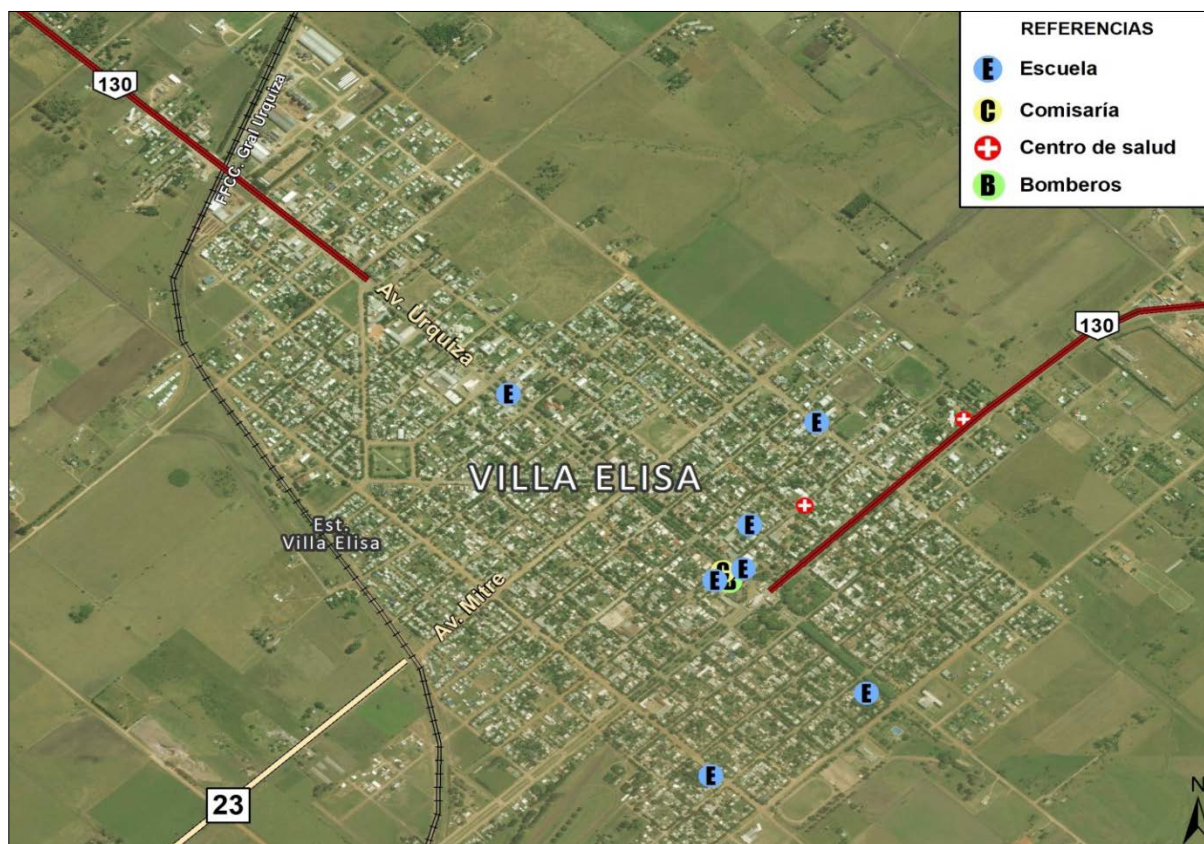 REFERENCIAS
E Escuela
C Comisaría
Centro de salud
B Bomberos
130
FFCC. Gral Urquiza
Av. Urquiza
130
E
E
VILLA ELISA
E
Est.
Villa Elisa
C
E
E
B
Av. Mitre
E
E
23
N